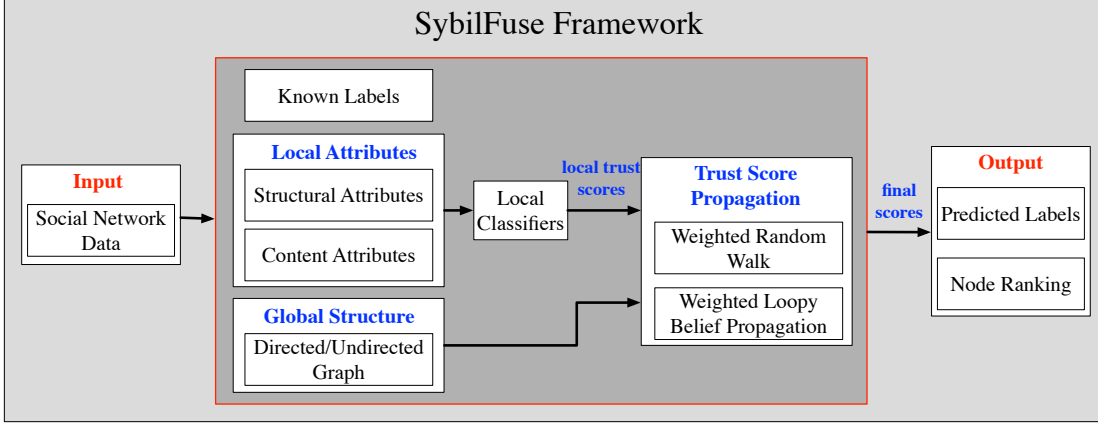 SybilFuse Framework
Input
Social Network
Data
Known Labels
Local Attributes
Structural Attributes
Content Attributes
Global Structure
Directed/Undirected
Graph
Local
Classifiers
local trust
scores
Trust Score
Propagation
Weighted Random
Walk
Weighted Loopy
Belief Propagation
final
scores
Output
Predicted Labels
Node Ranking